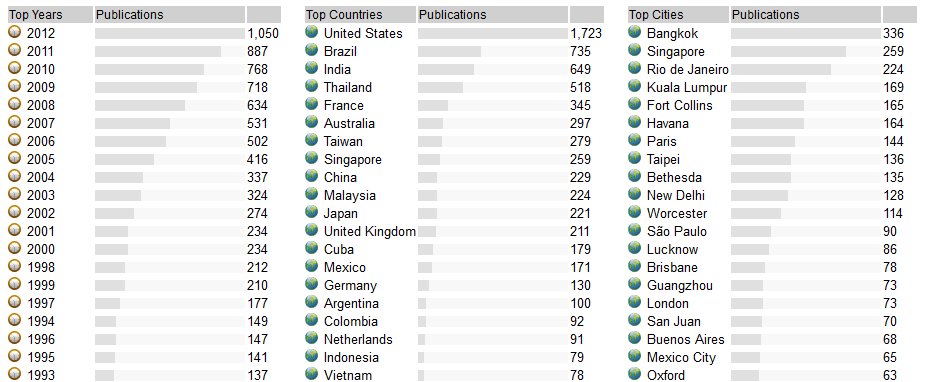 Top Years Publications Top Countries Publications Top Cities Publications
2012 1,050 United States 1,723 Bangkok 336
2011 887 Brazil 735 Singapore 259
2010 768 India 649 Rio de Janeiro 224
2009 718 Thailand 518 Kuala Lumpur 169
2008 634 France 345 Fort Collins 165
2007 531 Australia 297 Havana 164
2006 502 Taiwan 279 Paris 144
2005 416 Singapore 259 Taipei 136
2004 337 China 229 Bethesda 135
2003 324 Malaysia 224 New Delhi 128
2002 274 Japan 221 Worcester 114
2001 234 United Kingdom 211 São Paulo 90
2000 234 Cuba 179 Lucknow 86
1998 212 Mexico 171 Brisbane 78
1999 210 Germany 130 Guangzhou 73
1997 177 Argentina 100 London 73
1994 149 Colombia 92 San Juan 70
1996 147 Netherlands 91 Buenos Aires 68
1995 141 Indonesia 79 Mexico City 65
1993 137 Vietnam 78 Oxford 63